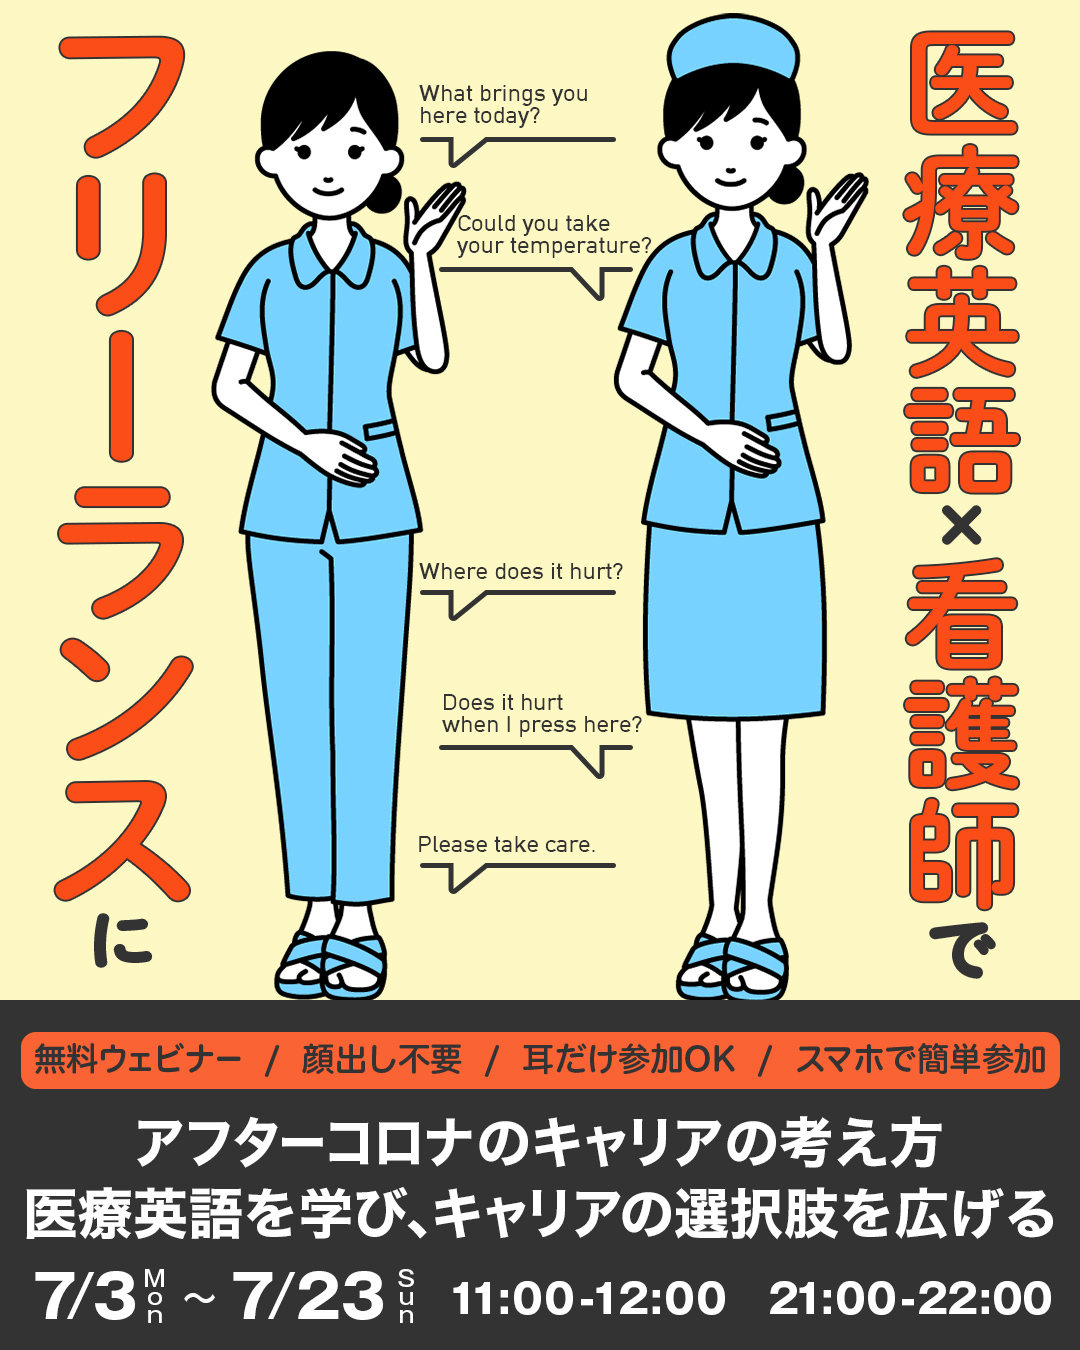 医療英語×看護師で
フリーランスに
What brings you
here today?
Could you take
your temperature?
Where does it hurt?
Does it hurt
when I press here?
Please take care.
無料ウェビナー / 顔出し不要 / 耳だけ参加OK / スマホで簡単参加
アフターコロナのキャリアの考え方
医療英語を学び、キャリアの選択肢を広げる
7/3 Mon ～ 7/23 Sun 11:00-12:00 21:00-22:00